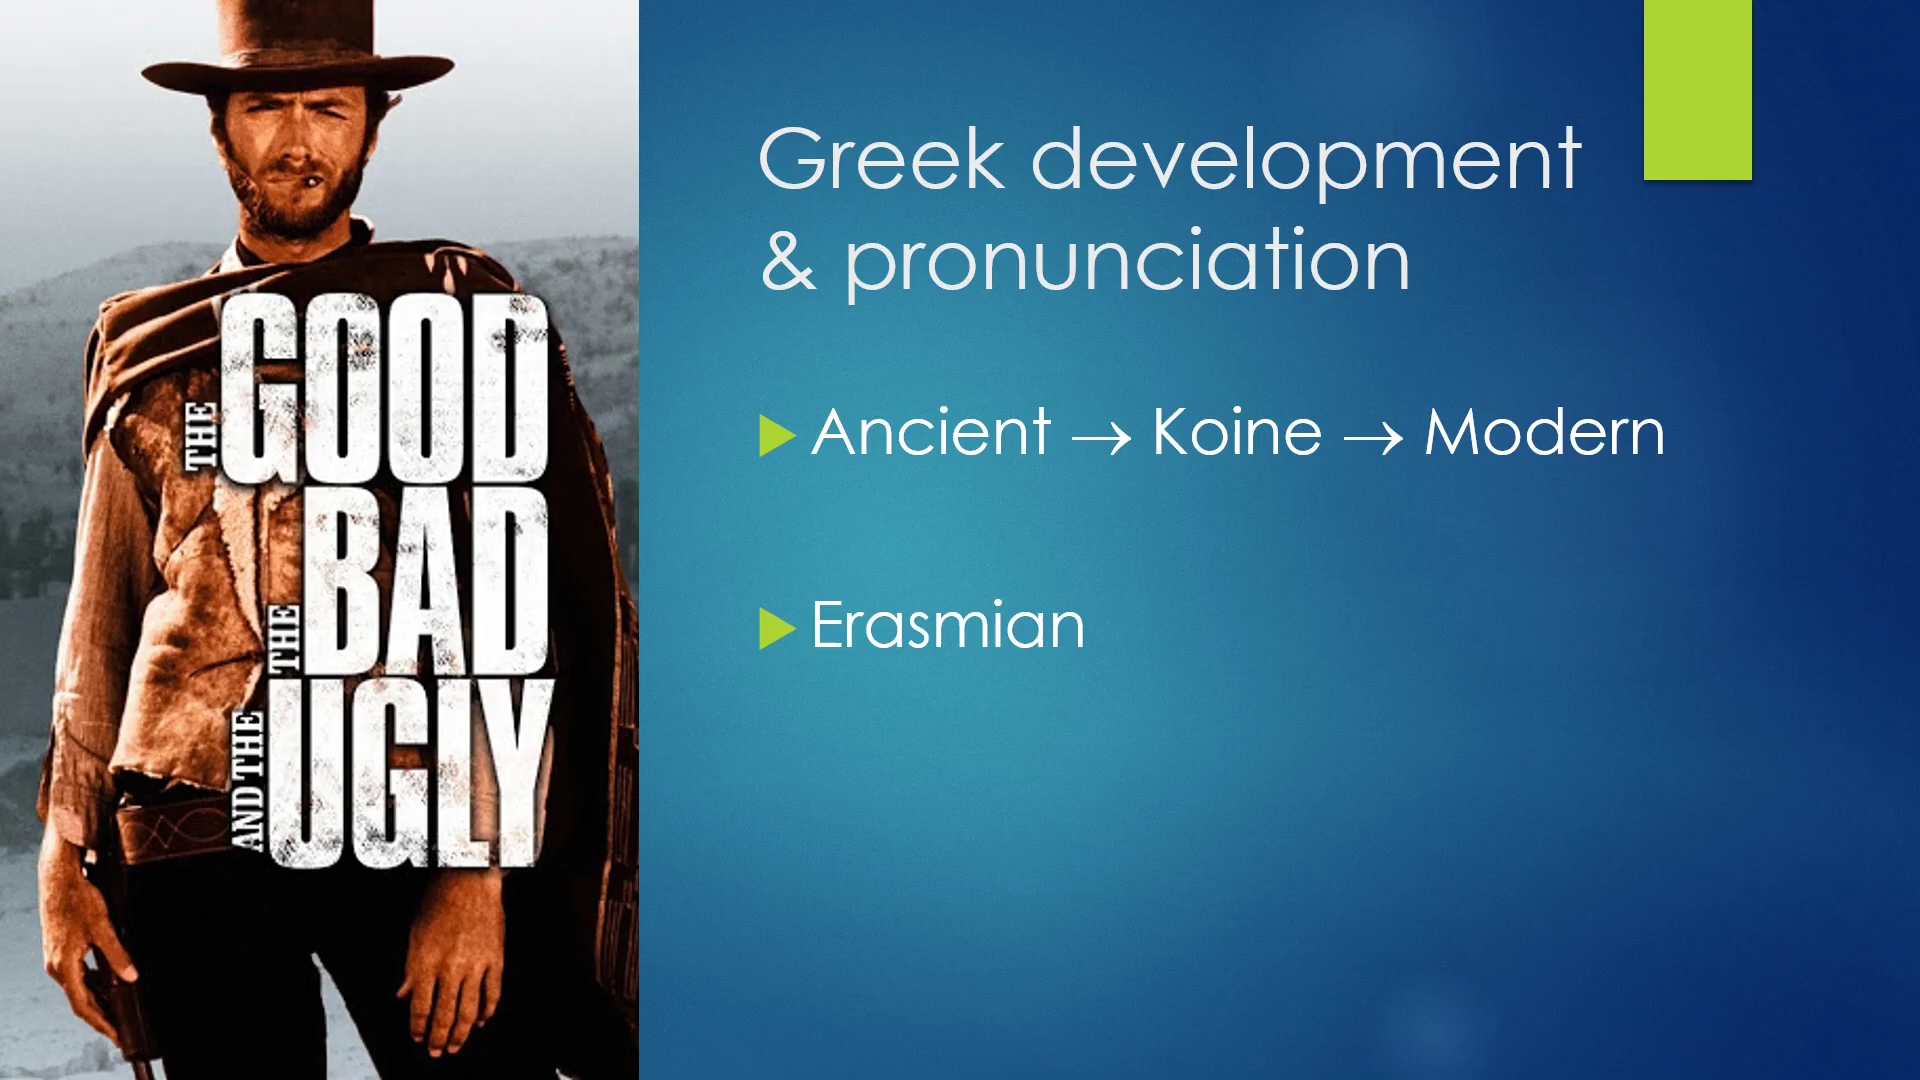 THE GOOD
THE BAD
AND THE UGLY
Greek development
& pronunciation
Ancient → Koine → Modern
Erasmian